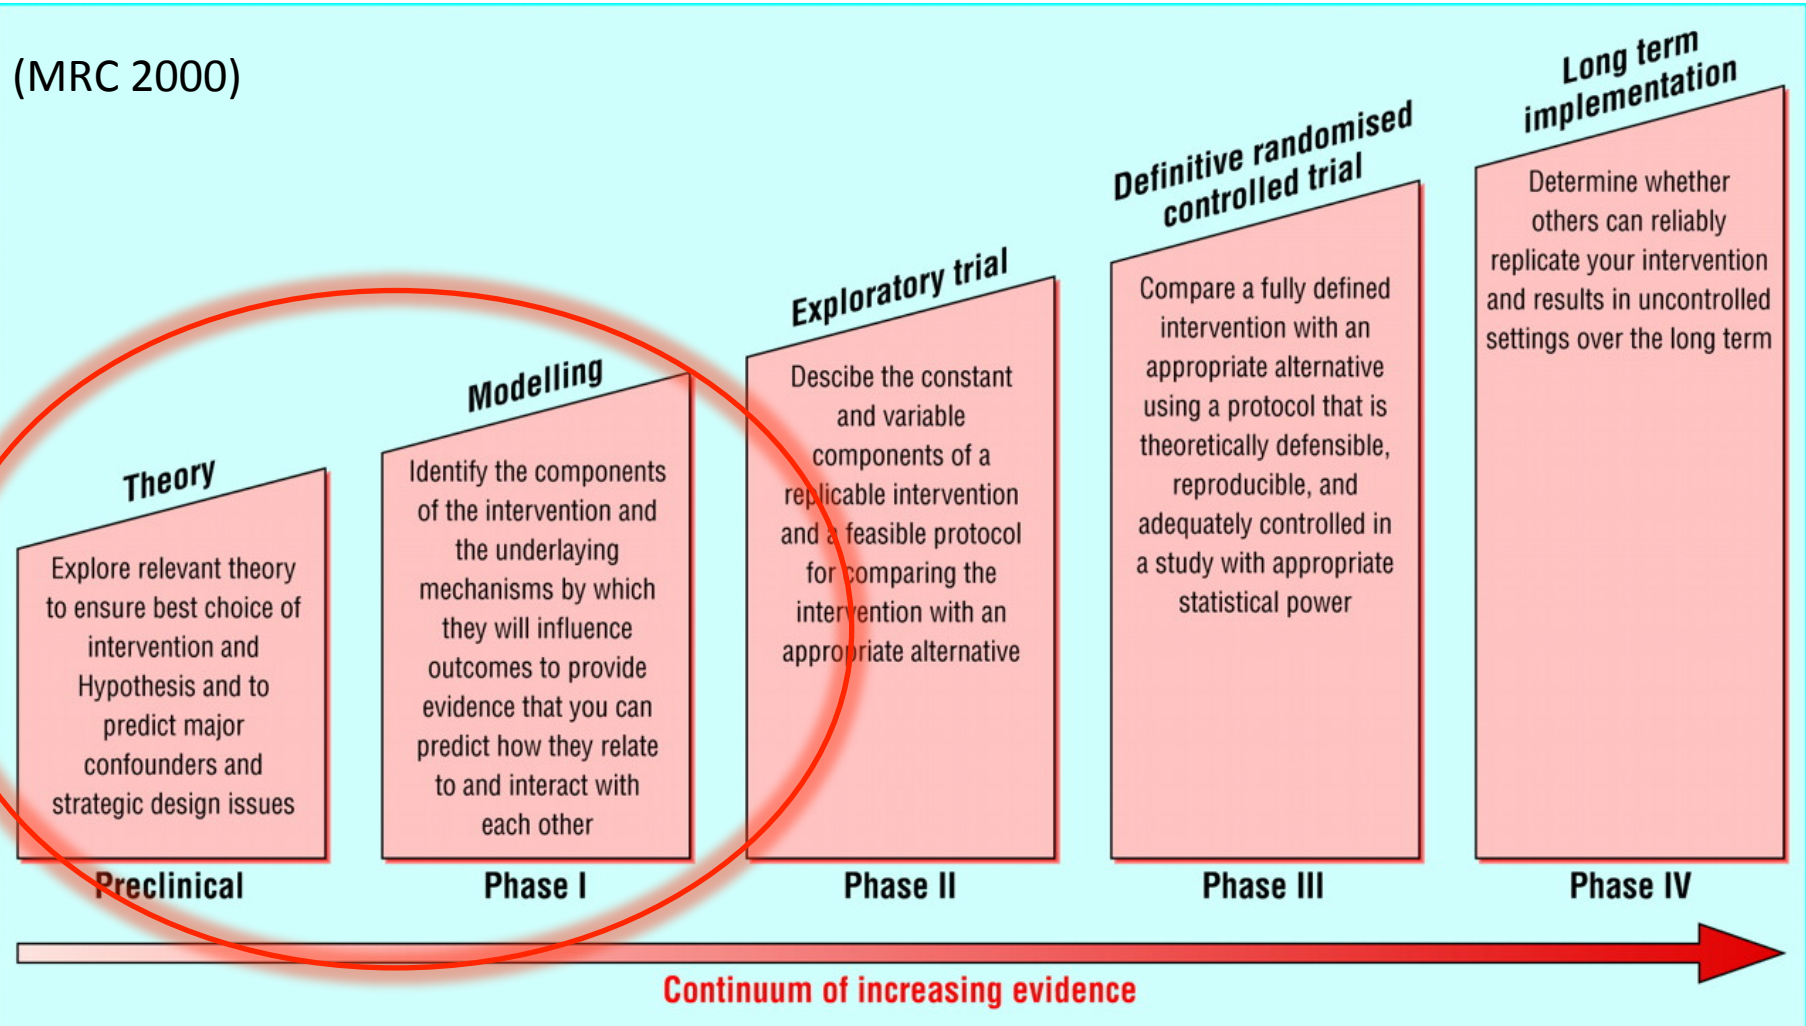 (MRC 2000)
Theory
Explore relevant theory
to ensure best choice of
intervention and
Hypothesis and to
predict major
confounders and
strategic design issues
Preclinical
Modelling
Identify the components
of the intervention and
the underlaying
mechanisms by which
they will influence
outcomes to provide
evidence that you can
predict how they relate
to and interact with
each other
Phase I
Exploratory trial
Descibe the constant
and variable
components of a
replicable intervention
and a feasible protocol
for comparing the
intervention with an
appropriate alternative
Phase II
Definitive randomised
controlled trial
Compare a fully defined
intervention with an
appropriate alternative
using a protocol that is
theoretically defensible,
reproducible, and
adequately controlled in
a study with appropriate
statistical power
Phase III
Long term
implementation
Determine whether
others can reliably
replicate your intervention
and results in uncontrolled
settings over the long term
Phase IV
Continuum of increasing evidence